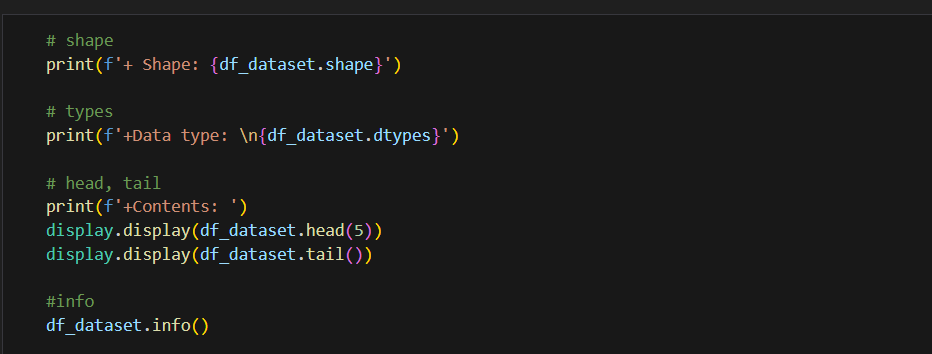 # shape
print(f'+ Shape: {df_dataset.shape}')
# types
print(f'+Data type: \n{df_dataset.dtypes}')
# head, tail
print(f'+Contents: ')
display.display(df_dataset.head(5))
display.display(df_dataset.tail())
#info
df_dataset.info()